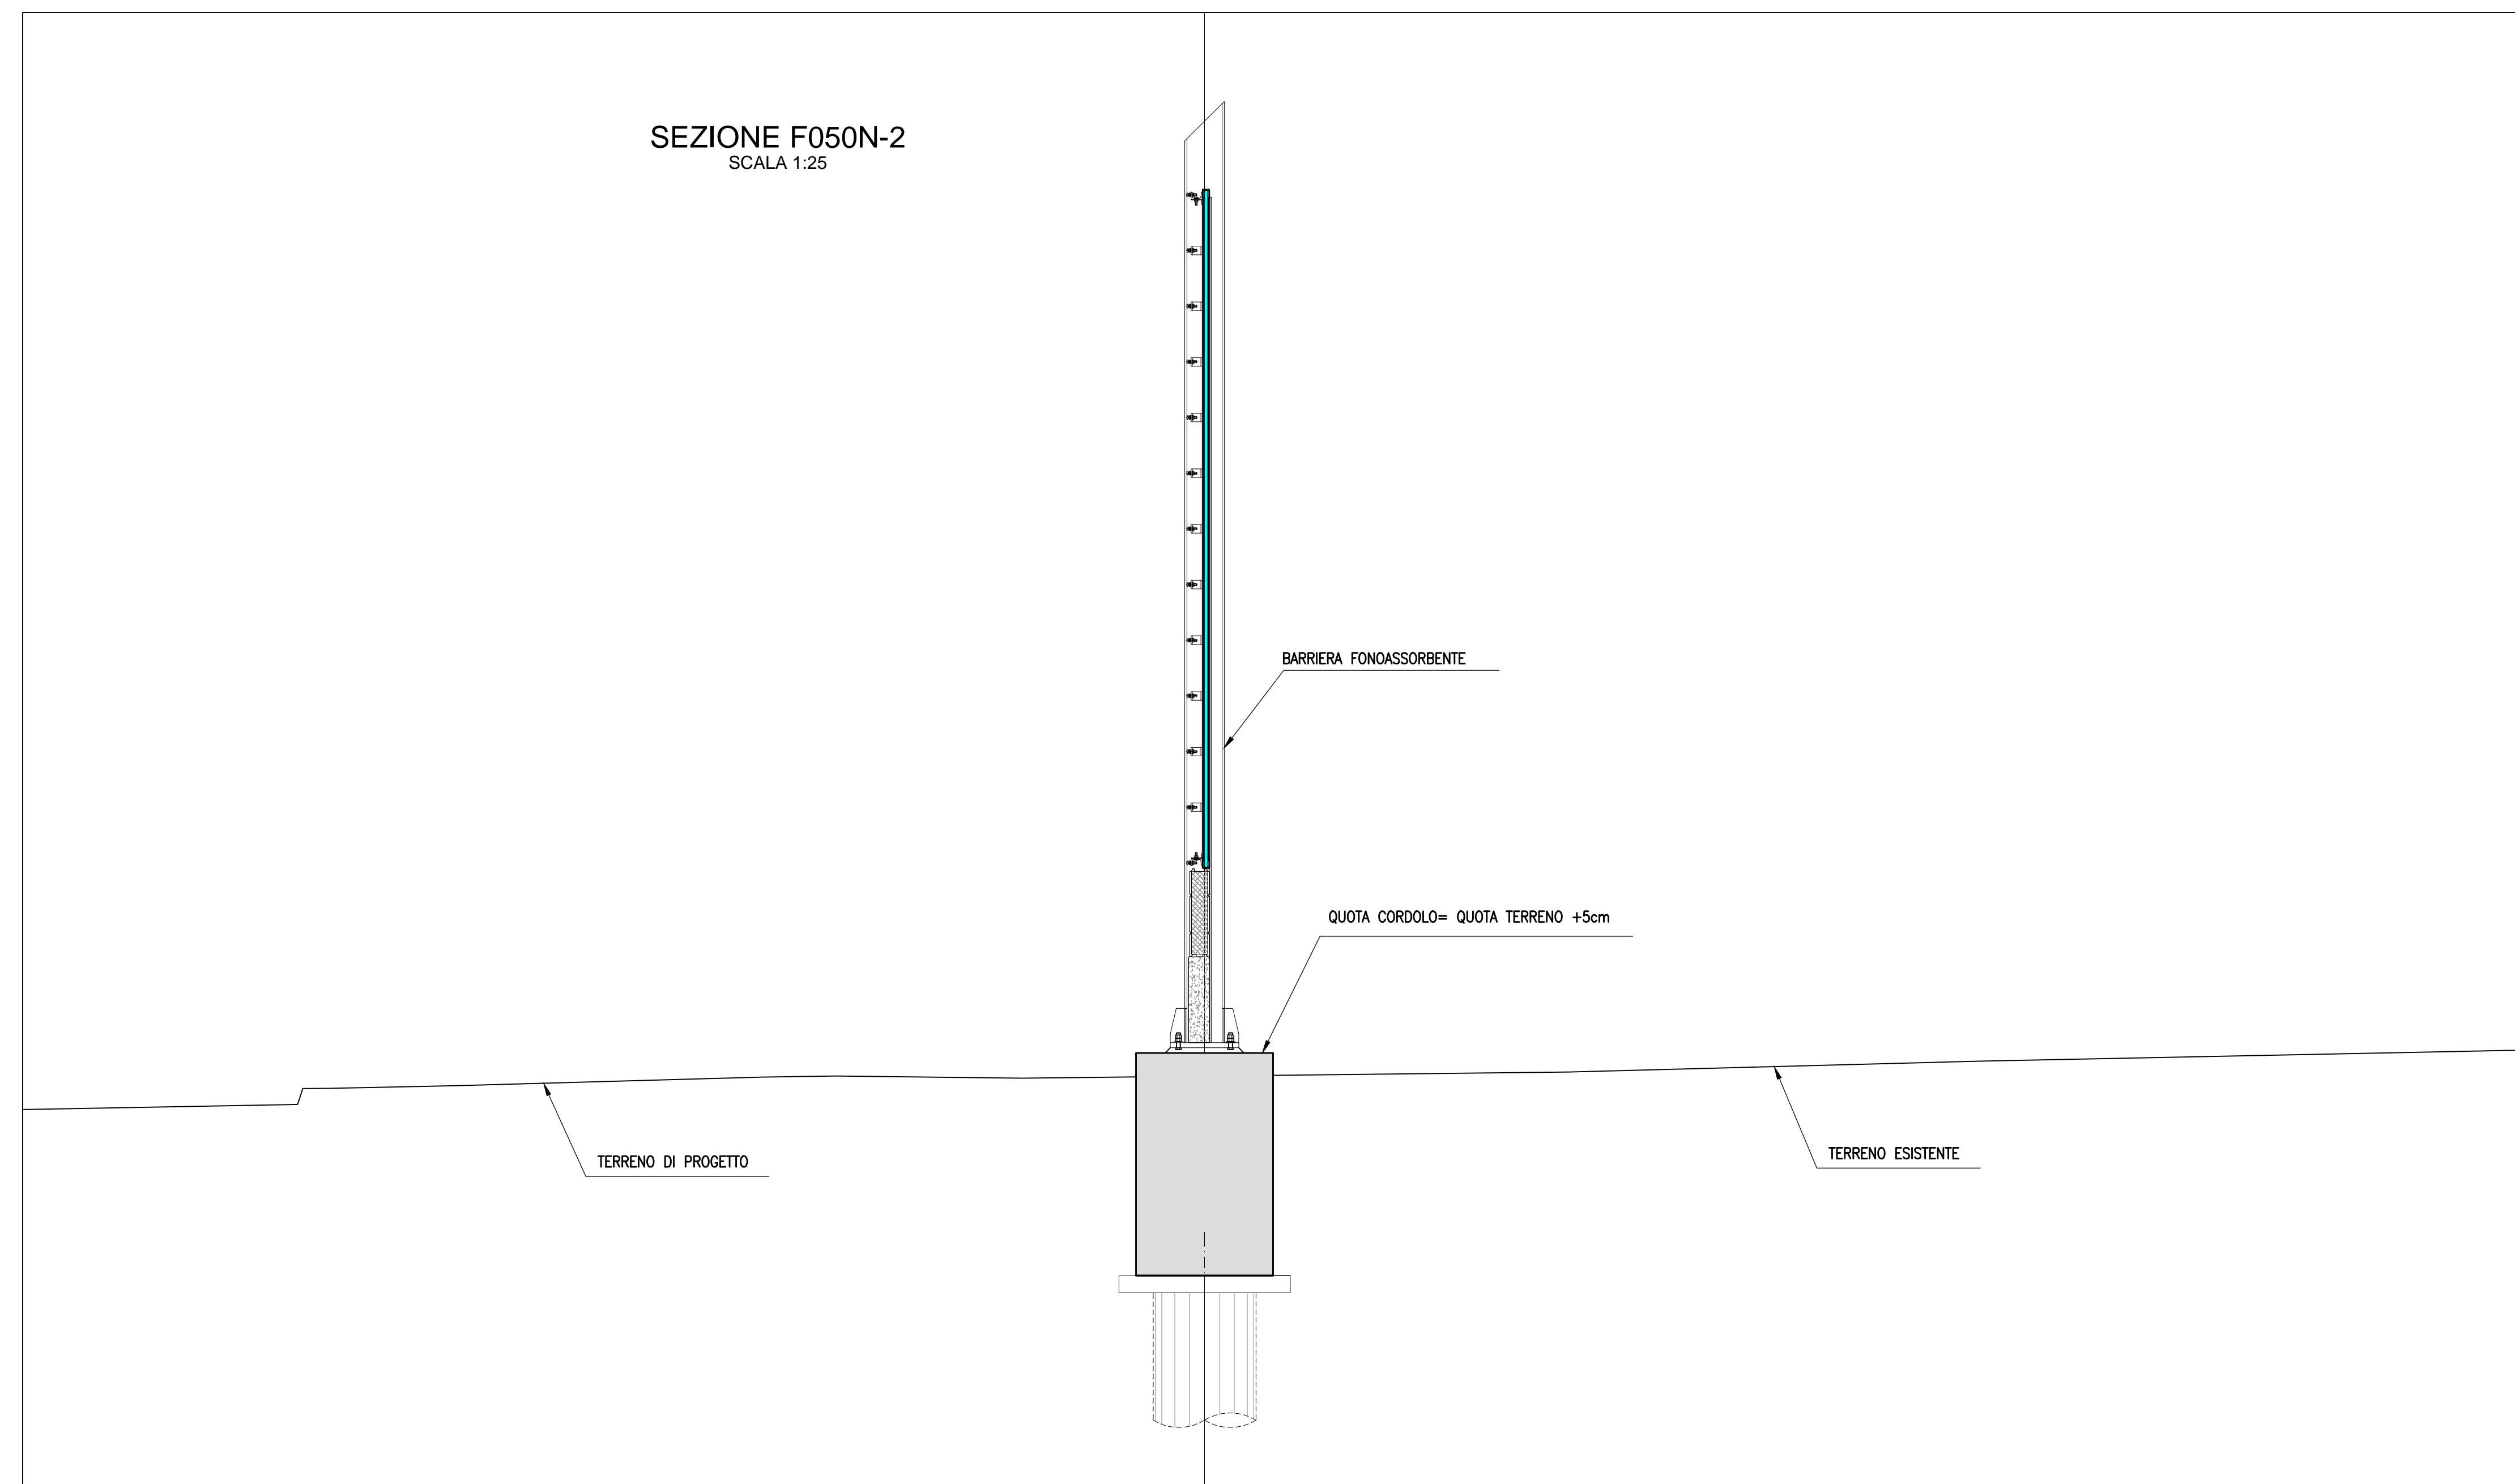 SEZIONE F050N-2
SCALA 1:25
BARRIERA FONOASSORBENTE
QUOTA CORDOLO= QUOTA TERRENO +5cm
TERRENO DI PROGETTO
TERRENO ESISTENTE